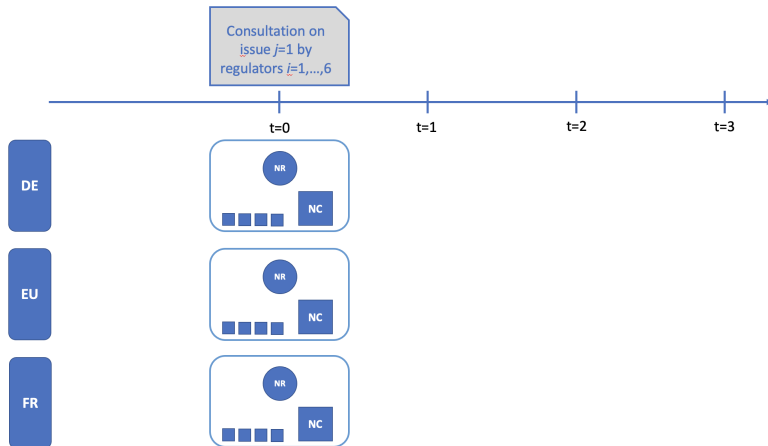 Consultation on
issue j=1 by
regulators i=1,...,6
t=0
t=1
t=2
t=3
DE
NR
NC
EU
NR
NC
FR
NR
NC